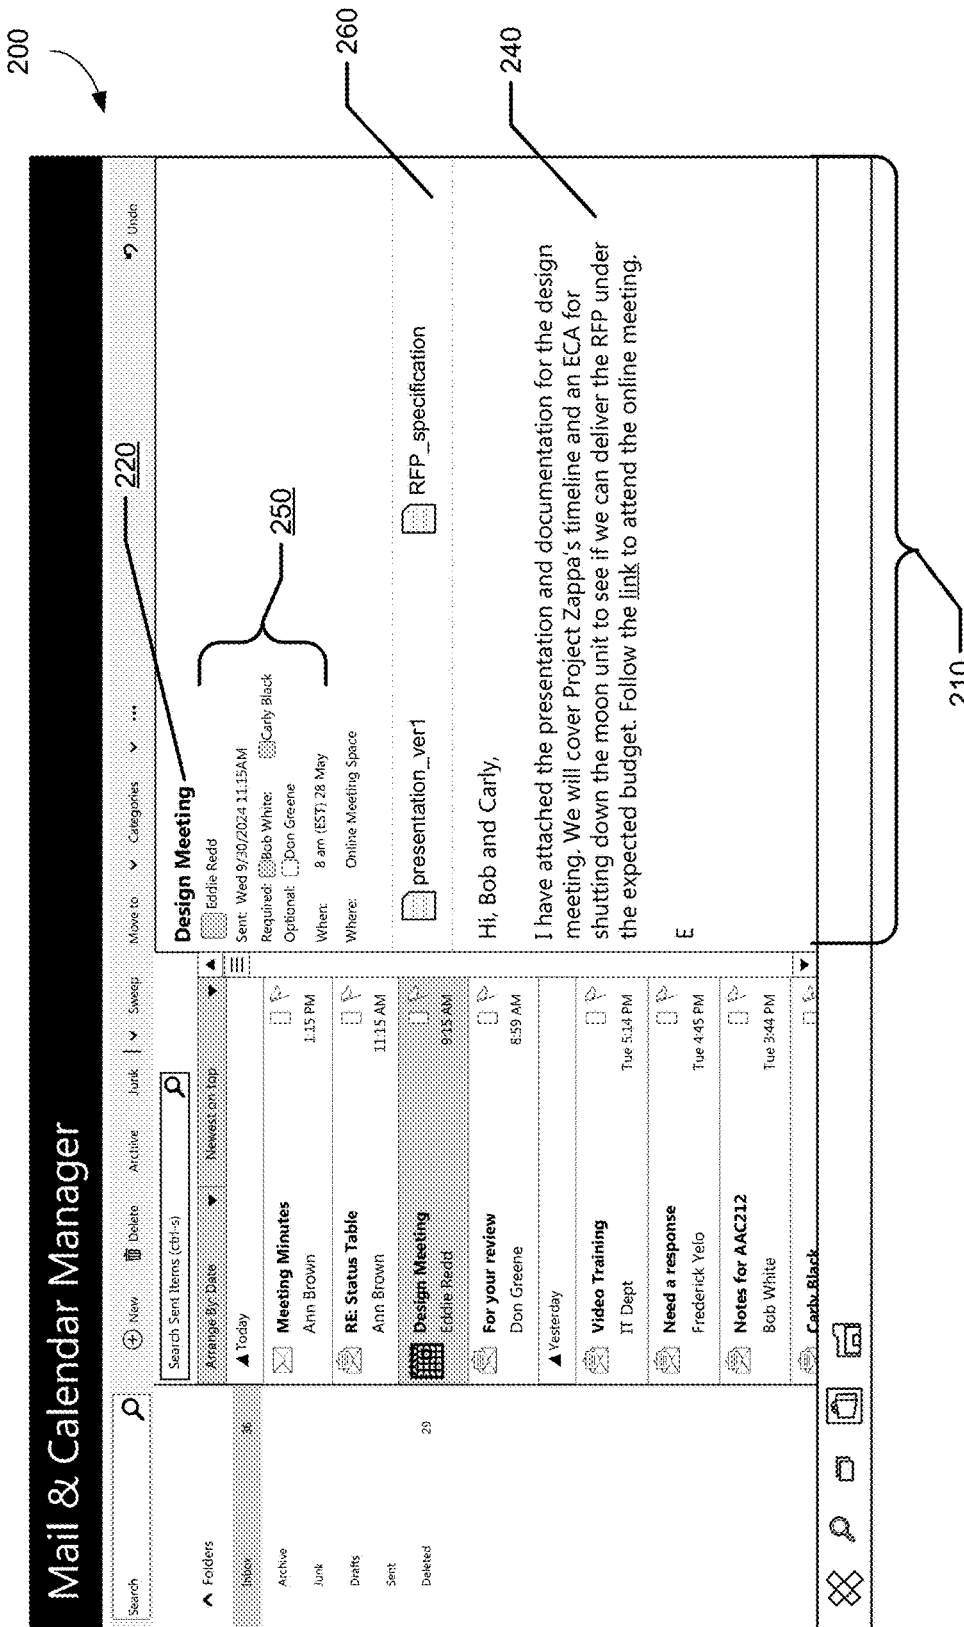 200
Mail & Calendar Manager
Search
New
Delete
Archive
Junk
Sweep
Move to
Categories
...
Undo
Folders
Inbox 36
Archive
Junk
Drafts
Sent
Deleted 29
Search Sent Items (ctrl-s)
Arrange By: Date Newest on top
Today
Meeting Minutes
Ann Brown 1:15 PM
RE: Status Table
Ann Brown 11:15 AM
Design Meeting
Eddie Redd 9:15 AM
For your review
Don Greene 8:59 AM
Yesterday
Video Training
IT Dept Tue 5:14 PM
Need a response
Frederick Yelo Tue 4:45 PM
Notes for AAC212
Bob White Tue 3:44 PM
Carly Black
Design Meeting
220
Eddie Redd
Sent: Wed 9/30/2024 11:15AM
Required: Bob White: Carly Black
Optional: Don Greene
When: 8 am (EST) 28 May
Where: Online Meeting Space
250
presentation_ver1 RFP_specification
260
Hi, Bob and Carly,
I have attached the presentation and documentation for the design
meeting. We will cover Project Zappa's timeline and an ECA for
shutting down the moon unit to see if we can deliver the RFP under
the expected budget. Follow the link to attend the online meeting.
E
240
210